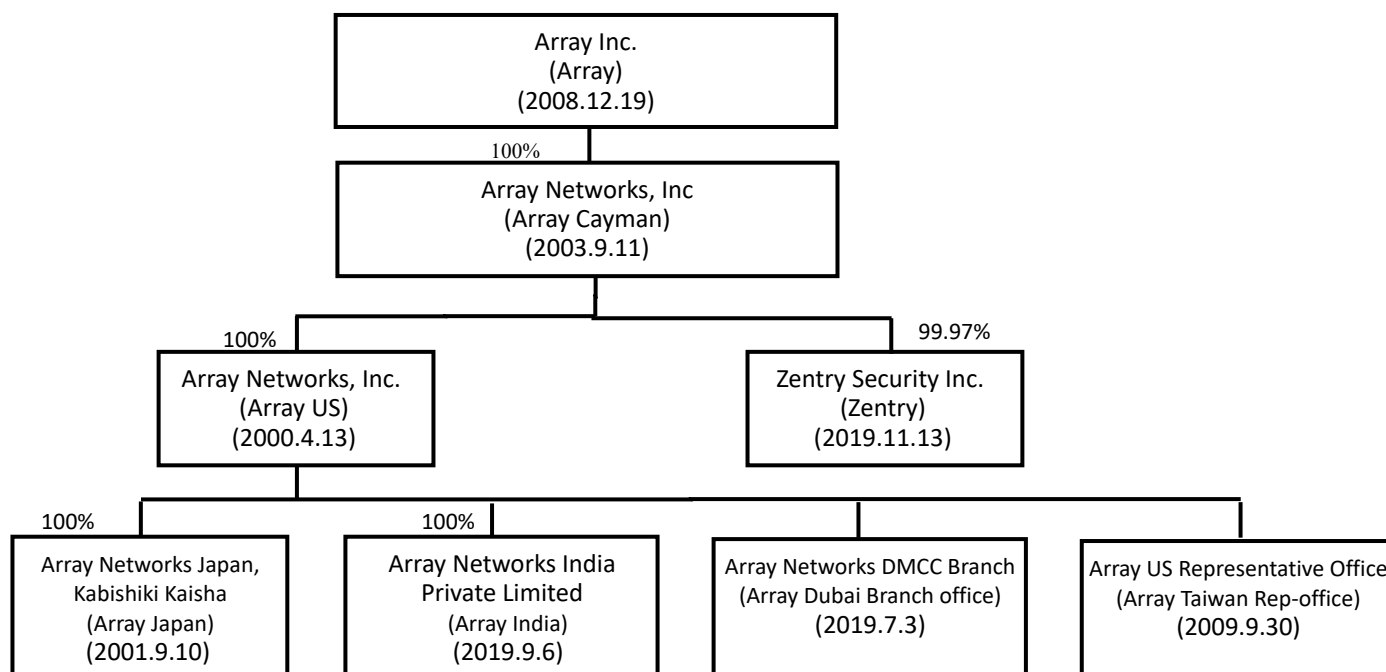 Array Inc.
(Array)
(2008.12.19)
100%
Array Networks, Inc
(Array Cayman)
(2003.9.11)
100%
Array Networks, Inc.
(Array US)
(2000.4.13)
99.97%
Zentry Security Inc.
(Zentry)
(2019.11.13)
100%
Array Networks Japan,
Kabishiki Kaisha
(Array Japan)
(2001.9.10)
100%
Array Networks India
Private Limited
(Array India)
(2019.9.6)
Array Networks DMCC Branch
(Array Dubai Branch office)
(2019.7.3)
Array US Representative Office
(Array Taiwan Rep-office)
(2009.9.30)